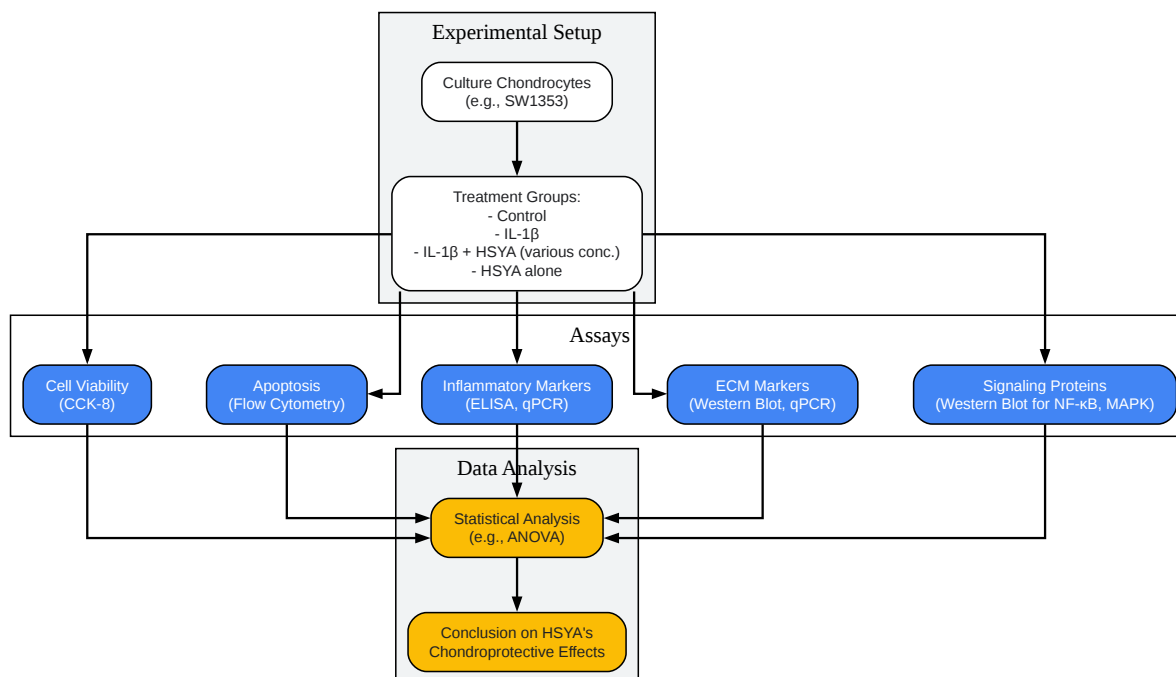 Experimental Setup
Culture Chondrocytes
(e.g., SW1353)
Treatment Groups:
- Control
- IL-1β
- IL-1β + HSYA (various conc.)
- HSYA alone
Assays
Cell Viability
(CCK-8)
Apoptosis
(Flow Cytometry)
Inflammatory Markers
(ELISA, qPCR)
ECM Markers
(Western Blot, qPCR)
Signaling Proteins
(Western Blot for NF-κB, MAPK)
Data Analysis
Statistical Analysis
(e.g., ANOVA)
Conclusion on HSYA's
Chondroprotective Effects